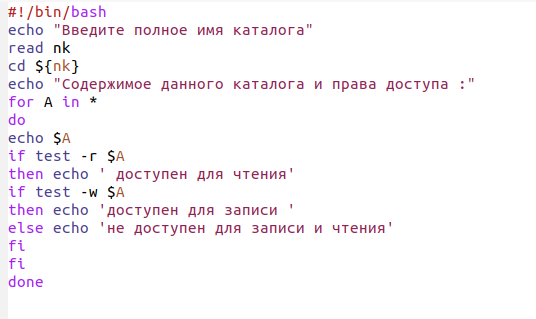 #!/bin/bash
echo "Введите полное имя каталога"
read nk
cd ${nk}
echo "Содержимое данного каталога и права доступа :"
for A in *
do
echo $A
if test -r $A
then echo ' доступен для чтения'
if test -w $A
then echo 'доступен для записи '
else echo 'не доступен для записи и чтения'
fi
fi
done